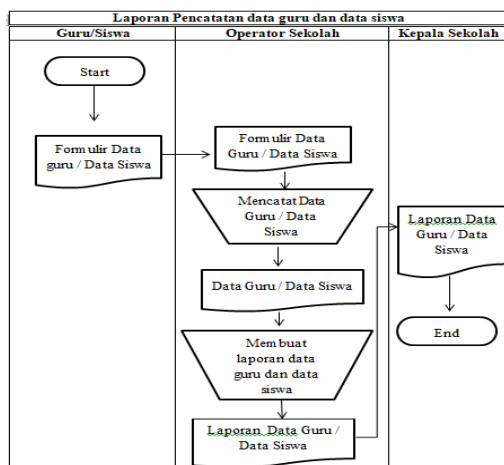 Laporan Pencatatan data guru dan data siswa
Guru/Siswa
Operator Sekolah
Kepala Sekolah
Start
Formulir Data
guru / Data Siswa
Formulir Data
Guru / Data Siswa
Mencatat Data
Guru / Data
Siswa
Data Guru / Data Siswa
Membuat
laporan data
guru dan data
siswa
Laporan Data Guru /
Data Siswa
Laporan Data
Guru / Data
Siswa
End